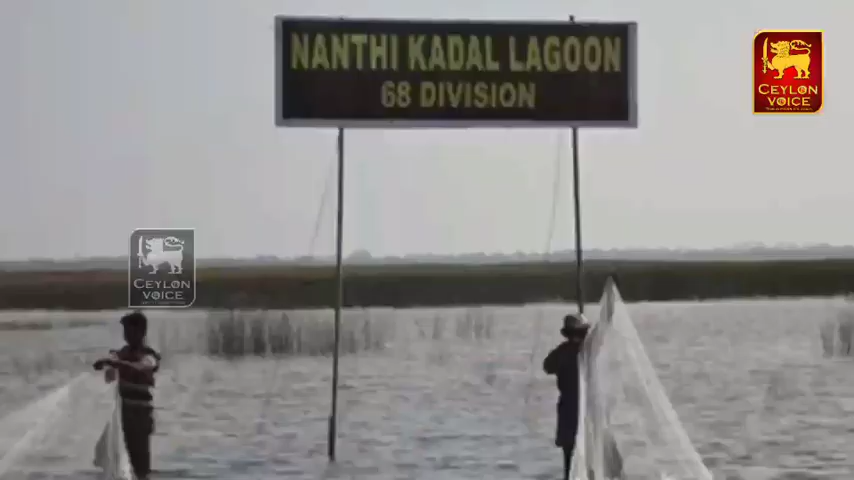 NANTHI KADAL LAGOON
68 DIVISION
CEYLON
VOICE
CEYLON
VOICE